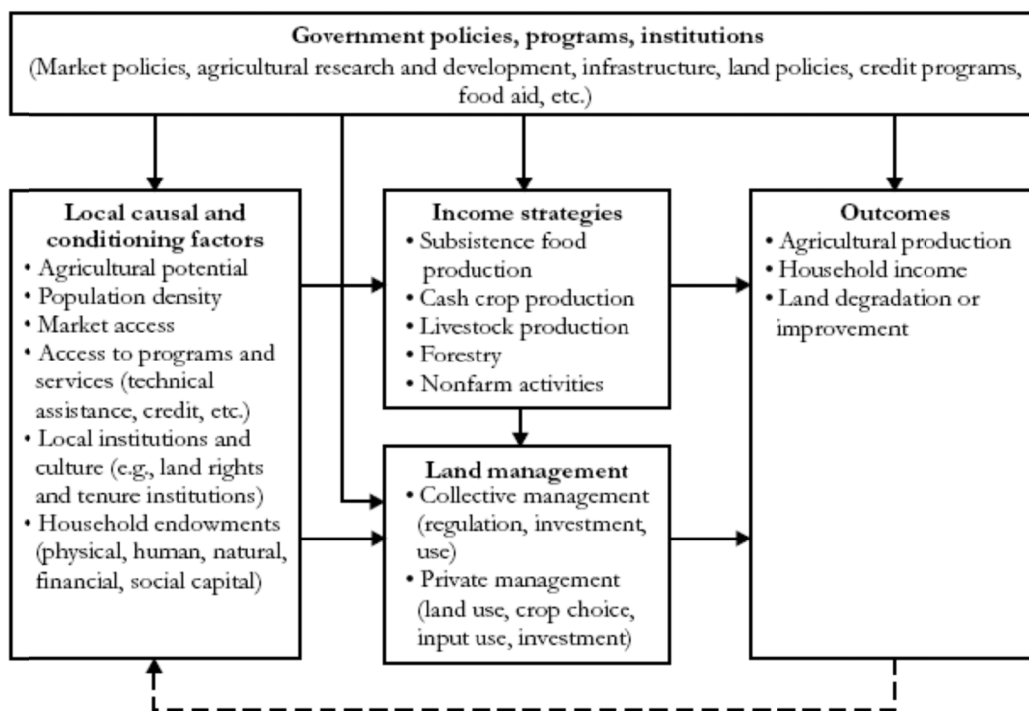 Government policies, programs, institutions
(Market policies, agricultural research and development, infrastructure, land policies, credit programs,
food aid, etc.)
Local causal and
conditioning factors
• Agricultural potential
• Population density
• Market access
• Access to programs and
services (technical
assistance, credit, etc.)
• Local institutions and
culture (e.g., land rights
and tenure institutions)
• Household endowments
(physical, human, natural,
financial, social capital)
Income strategies
• Subsistence food
production
• Cash crop production
• Livestock production
• Forestry
• Nonfarm activities
Land management
• Collective management
(regulation, investment,
use)
• Private management
(land use, crop choice,
input use, investment)
Outcomes
• Agricultural production
• Household income
• Land degradation or
improvement